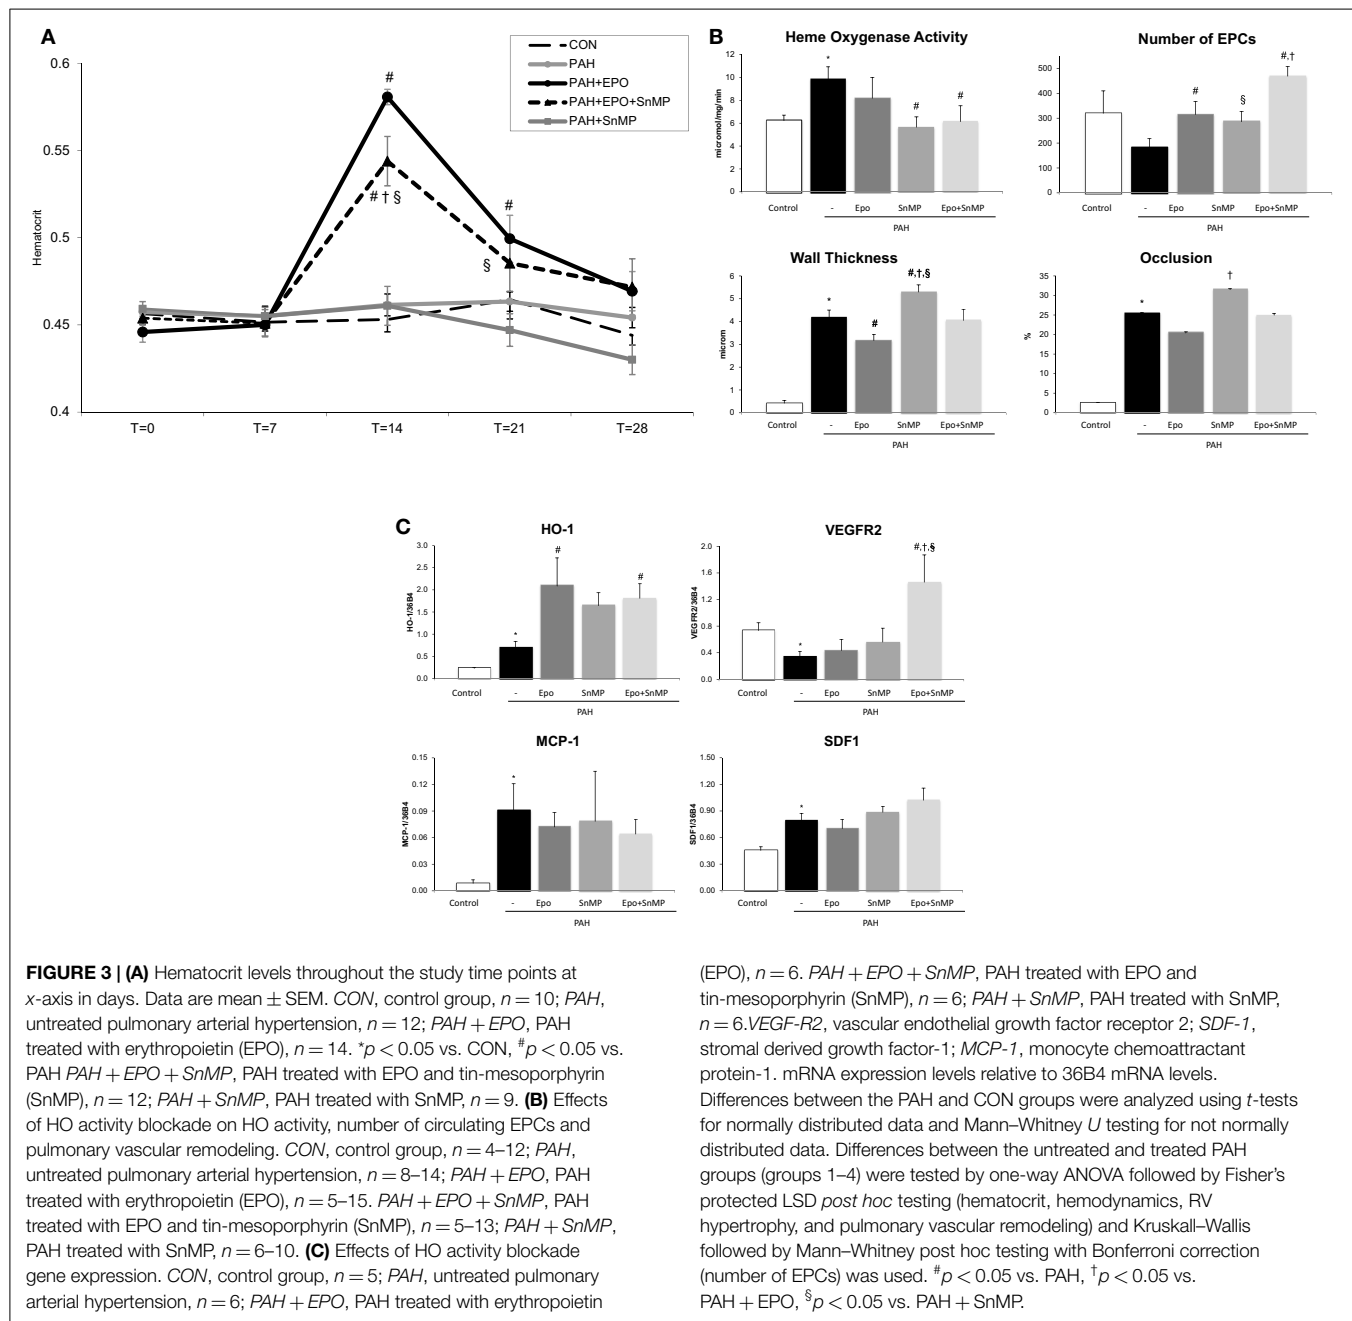 A
CON
PAH
PAH+EPO
PAH+EPO+SnMP
PAH+SnMP
Hematocrit
0.6
0.55
0.5
0.45
0.4
#
# † §
#
§
T=0 T=7 T=14 T=21 T=28
B
Heme Oxygenase Activity
micromol/mg/min
12
10
8
6
4
2
0
*
#
#
Control - Epo SnMP Epo+SnMP
PAH
Number of EPCs
500
400
300
200
100
0
#
§
#,†
Control - Epo SnMP Epo+SnMP
PAH
Wall Thickness
microm
6
5
4
3
2
1
0
*
#
#,†,§
Control - Epo SnMP Epo+SnMP
PAH
Occlusion
%
35
30
25
20
15
10
5
0
*
†
Control - Epo SnMP Epo+SnMP
PAH
C
HO-1
HO-1/36B4
3.0
2.5
2.0
1.5
1.0
0.5
0.0
*
#
#
Control - Epo SnMP Epo+SnMP
PAH
VEGFR2
VEGFR2/36B4
2.0
1.6
1.2
0.8
0.4
0.0
*
#,†,§
Control - Epo SnMP Epo+SnMP
PAH
MCP-1
MCP-1/36B4
0.15
0.12
0.09
0.06
0.03
0.00
*
Control - Epo SnMP Epo+SnMP
PAH
SDF1
SDF1/36B4
1.50
1.20
0.90
0.60
0.30
0.00
*
Control - Epo SnMP Epo+SnMP
PAH
FIGURE 3 | (A) Hematocrit levels throughout the study time points at
x-axis in days. Data are mean ± SEM. CON, control group, n = 10; PAH,
untreated pulmonary arterial hypertension, n = 12; PAH + EPO, PAH
treated with erythropoietin (EPO), n = 14. *p < 0.05 vs. CON, #p < 0.05 vs.
PAH PAH + EPO + SnMP, PAH treated with EPO and tin-mesoporphyrin
(SnMP), n = 12; PAH + SnMP, PAH treated with SnMP, n = 9. (B) Effects
of HO activity blockade on HO activity, number of circulating EPCs and
pulmonary vascular remodeling. CON, control group, n = 4–12; PAH,
untreated pulmonary arterial hypertension, n = 8–14; PAH + EPO, PAH
treated with erythropoietin (EPO), n = 5–15. PAH + EPO + SnMP, PAH
treated with EPO and tin-mesoporphyrin (SnMP), n = 5–13; PAH + SnMP,
PAH treated with SnMP, n = 6–10. (C) Effects of HO activity blockade
gene expression. CON, control group, n = 5; PAH, untreated pulmonary
arterial hypertension, n = 6; PAH + EPO, PAH treated with erythropoietin
(EPO), n = 6. PAH + EPO + SnMP, PAH treated with EPO and
tin-mesoporphyrin (SnMP), n = 6; PAH + SnMP, PAH treated with SnMP,
n = 6.VEGF-R2, vascular endothelial growth factor receptor 2; SDF-1,
stromal derived growth factor-1; MCP-1, monocyte chemoattractant
protein-1. mRNA expression levels relative to 36B4 mRNA levels.
Differences between the PAH and CON groups were analyzed using t-tests
for normally distributed data and Mann–Whitney U testing for not normally
distributed data. Differences between the untreated and treated PAH
groups (groups 1–4) were tested by one-way ANOVA followed by Fisher's
protected LSD post hoc testing (hematocrit, hemodynamics, RV
hypertrophy, and pulmonary vascular remodeling) and Kruskall–Wallis
followed by Mann–Whitney post hoc testing with Bonferroni correction
(number of EPCs) was used. #p < 0.05 vs. PAH, †p < 0.05 vs.
PAH + EPO, §p < 0.05 vs. PAH + SnMP.